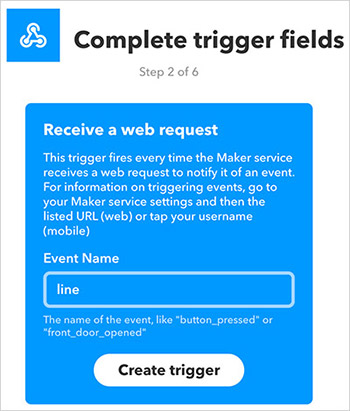 Complete trigger fields
Step 2 of 6
Receive a web request
This trigger fires every time the Maker service
receives a web request to notify it of an event.
For information on triggering events, go to
your Maker service settings and then the
listed URL (web) or tap your username
(mobile)
Event Name
line
The name of the event, like "button_pressed" or
"front_door_opened"
Create trigger